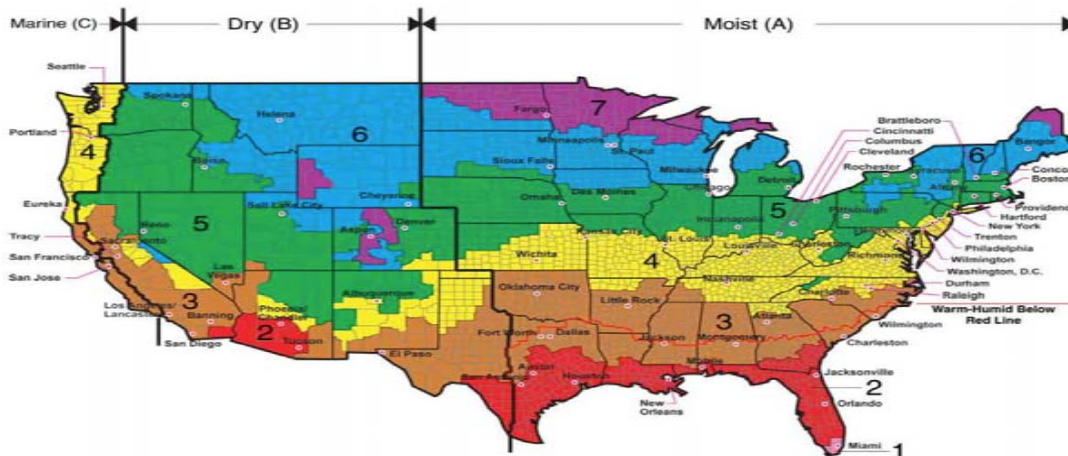 Marine (C) Dry (B) Moist (A)
Seattle
Spokane
Helena
Fargo
7
Brattleboro
Cincinnatti
Columbus
Cleveland
Portland
4
6
Minneapolis
St. Paul
Rochester
Syracuse
6
Bangor
Boise
Sioux Falls
Milwaukee
Detroit
Boston
Cheyenne
Chicago
Eureka
Salt Lake City
Omaha
Des Moines
Pittsburgh
Providence
Hartford
New York
Reno
5
Denver
Indianapolis
5
Trenton
Tracy
Aspen
Kansas City
St. Louis
Louisville
Charleston
Philadelphia
Sacramento
Wilmington
San Francisco
Wichita
4
Richmond
Washington, D.C.
San Jose
Las
Vegas
Nashville
Durham
3
Albuquerque
Oklahoma City
Raleigh
Los Angeles/
Lancaster
Banning
Phoenix/
Chandler
Little Rock
3
Charlotte
Atlanta
Warm-Humid Below
Red Line
2
Tucson
Fort Worth
Dallas
Jackson
Montgomery
Wilmington
San Diego
El Paso
Charleston
Mobile
Austin
Jacksonville
San Antonio
Houston
2
New
Orleans
Orlando
Miami
1